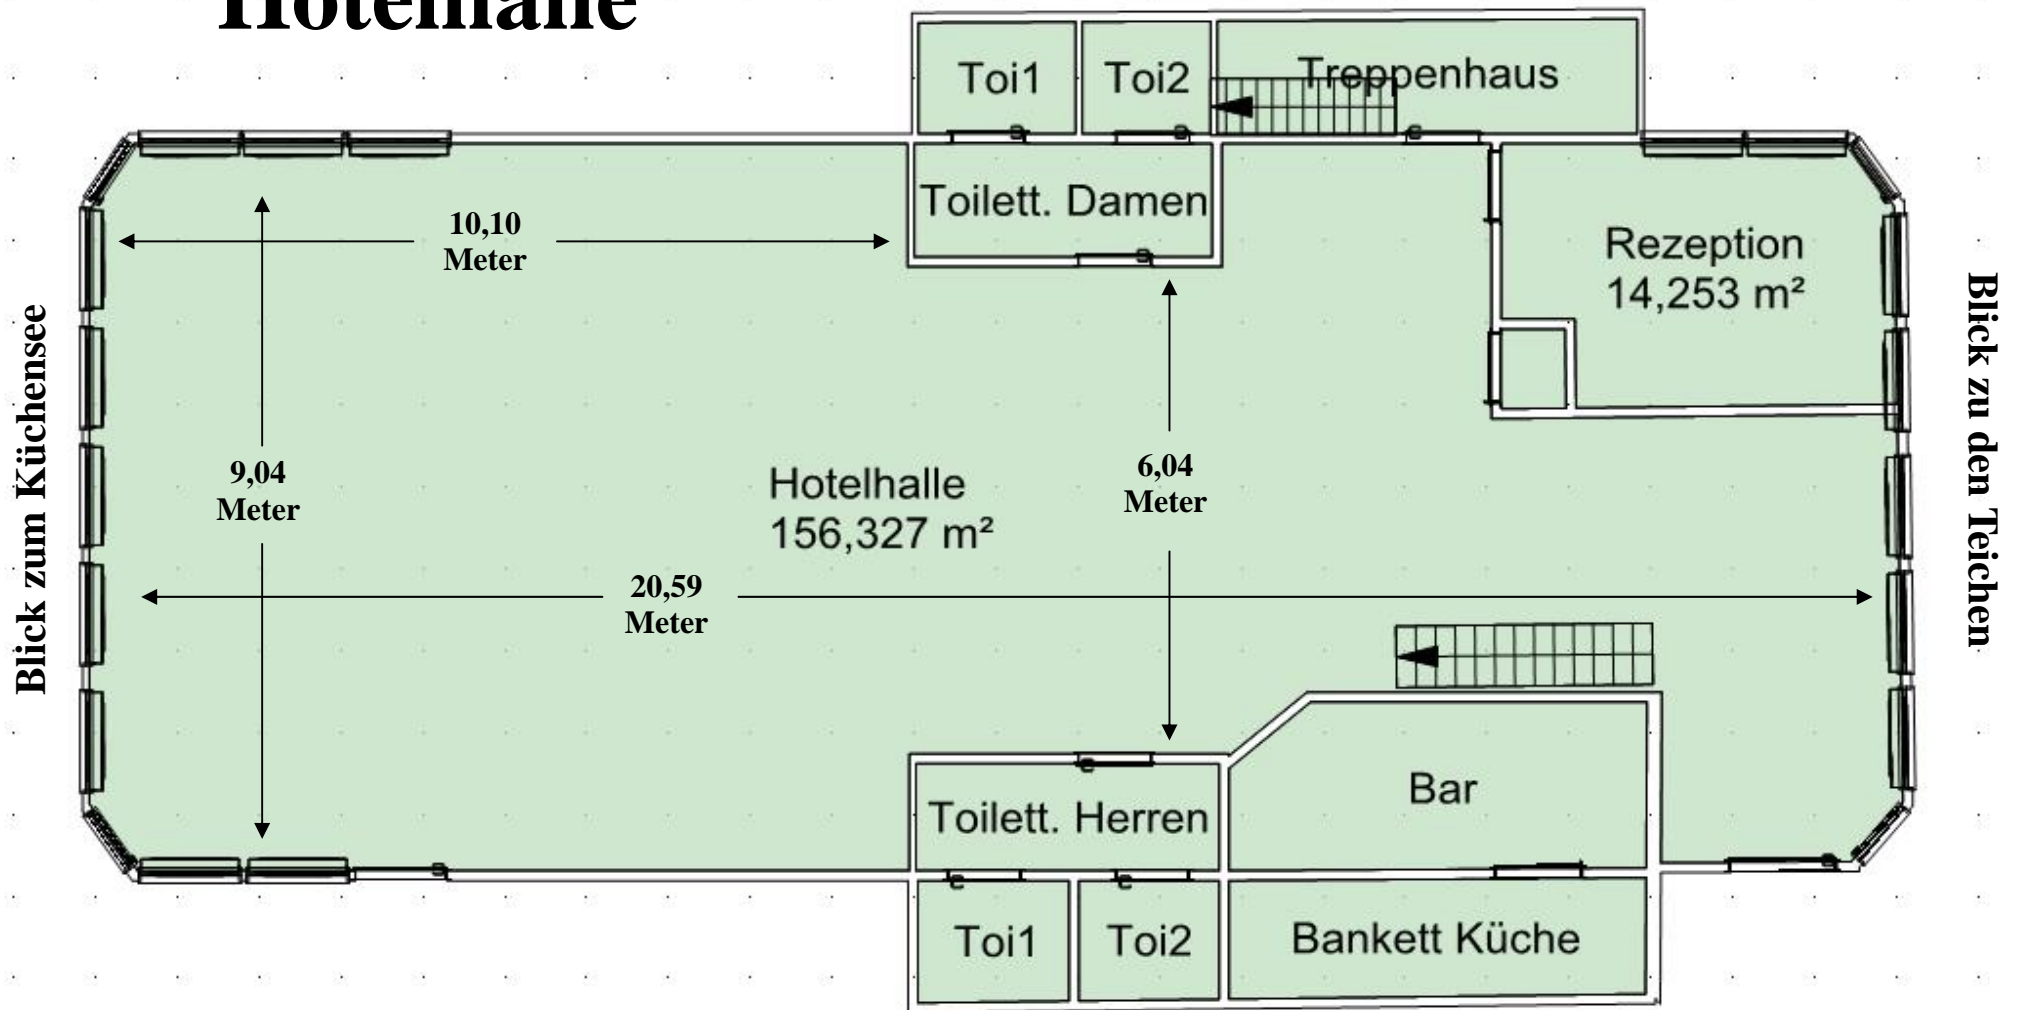 Hotelhalle
Toi1
Toi2
Treppenhaus
Toilett. Damen
10,10
Meter
Rezeption
14,253 m²
Blick zum Küchensee
Blick zu den Teichen
9,04
Meter
Hotelhalle
156,327 m²
6,04
Meter
20,59
Meter
Toilett. Herren
Bar
Toi1
Toi2
Bankett Küche